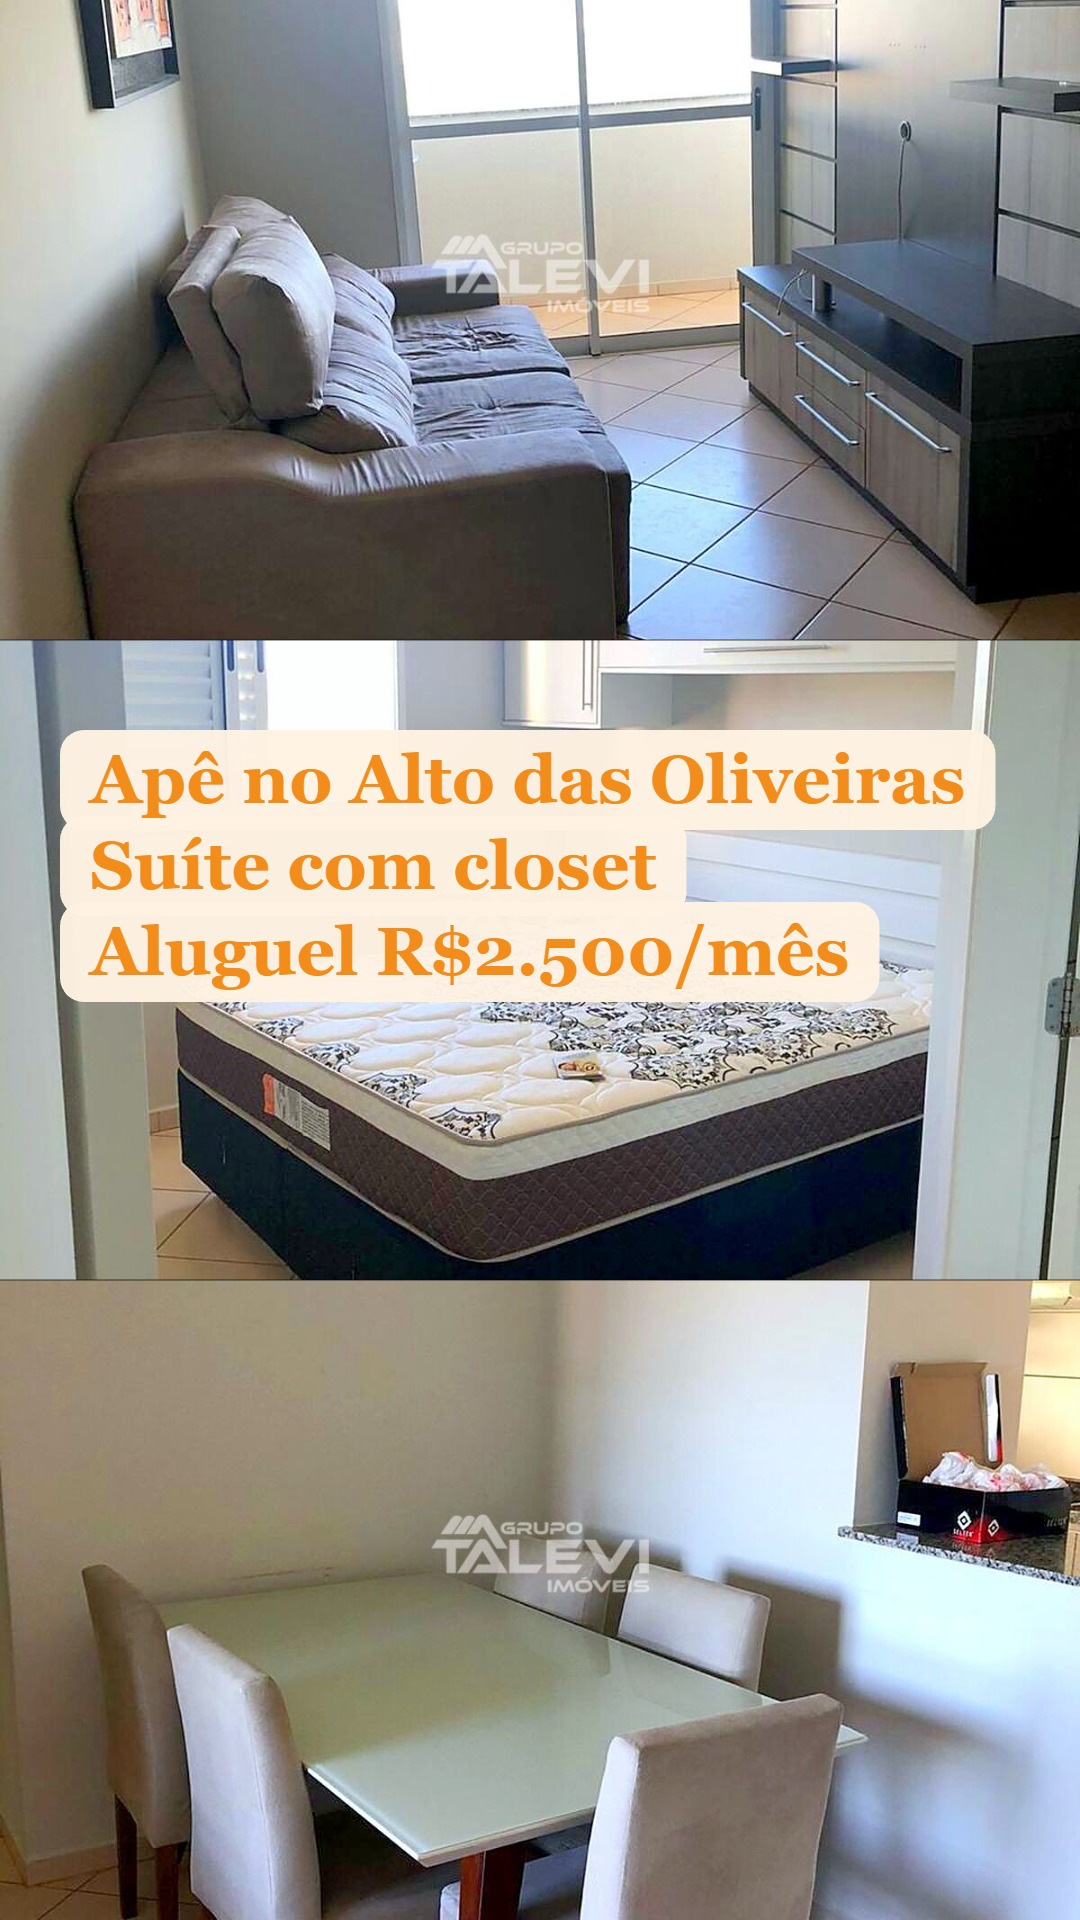 GRUPO
TALEVI
IMÓVEIS
Apê no Alto das Oliveiras
Suíte com closet
Aluguel R$2.500/mês
GRUPO
TALEVI
IMÓVEIS